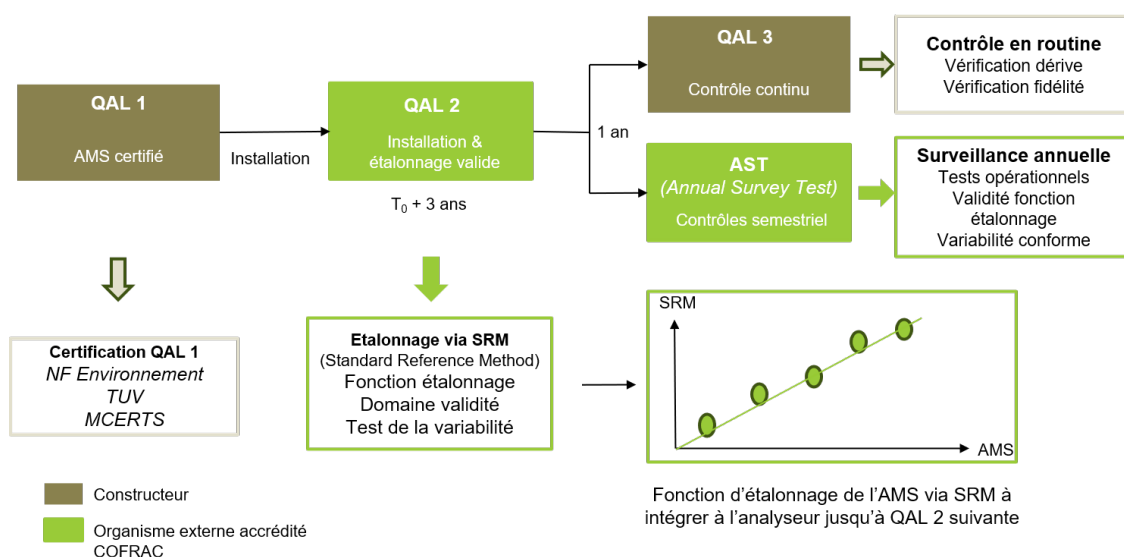 QAL 1
AMS certifié
Installation
QAL 2
Installation &
étalonnage valide
T0 + 3 ans
1 an
QAL 3
Contrôle continu
Contrôle en routine
Vérification dérive
Vérification fidélité
AST
(Annual Survey Test)
Contrôles semestriel
Surveillance annuelle
Tests opérationnels
Validité fonction
étalonnage
Variabilité conforme
Certification QAL 1
NF Environnement
TUV
MCERTS
Etalonnage via SRM
(Standard Reference Method)
Fonction étalonnage
Domaine validité
Test de la variabilité
SRM
AMS
Fonction d’étalonnage de l’AMS via SRM à
intégrer à l’analyseur jusqu’à QAL 2 suivante
Constructeur
Organisme externe accrédité
COFRAC